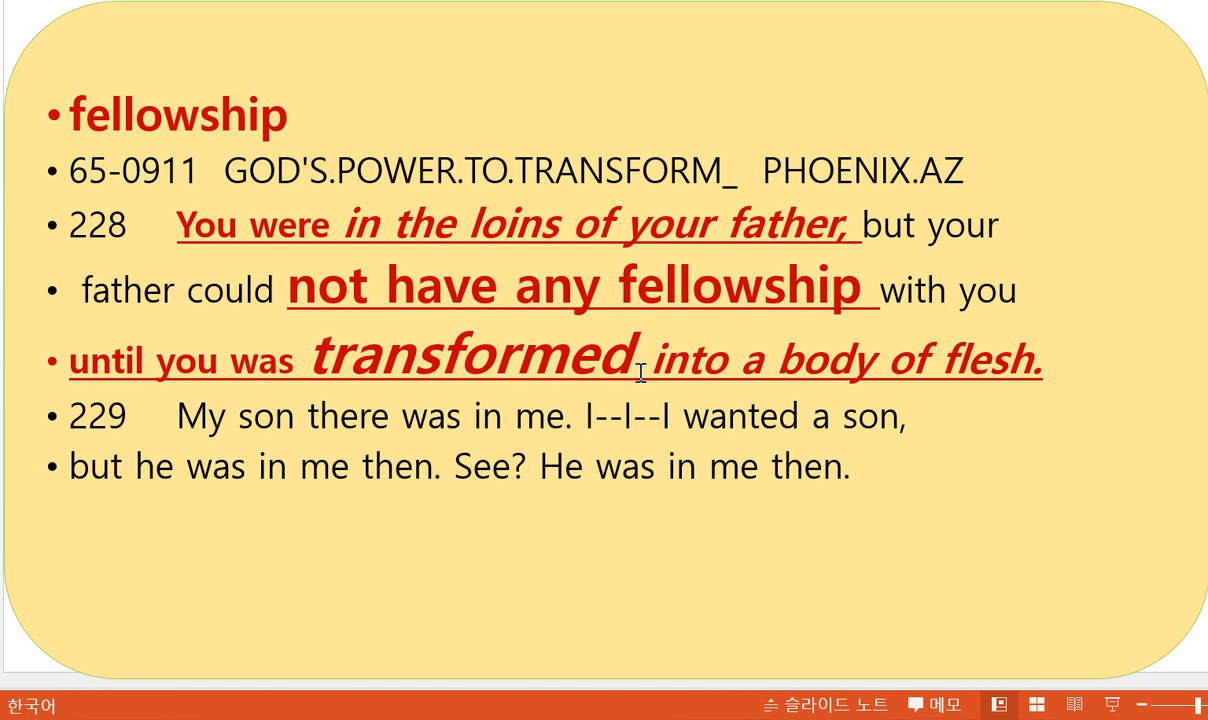 • fellowship
• 65-0911 GOD'S.POWER.TO.TRANSFORM_ PHOENIX.AZ
• 228 You were in the loins of your father, but your
• father could not have any fellowship with you
• until you was transformed into a body of flesh.
• 229 My son there was in me. I--I--I wanted a son,
• but he was in me then. See? He was in me then.
한국어 슬라이드 노트 메모